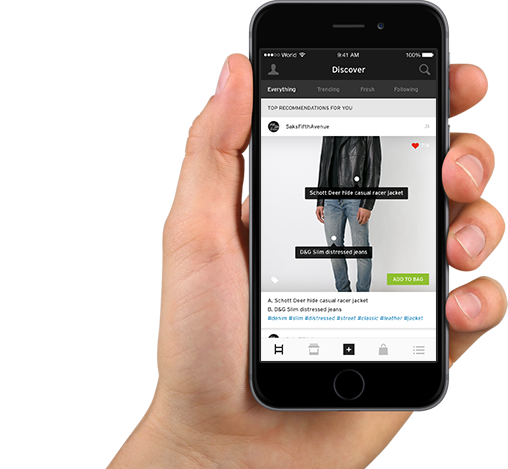 World 9:41 AM 100%
Discover
Everything Trending Fresh Following
TOP RECOMMENDATIONS FOR YOU
SaksFifthAvenue
Schott Deer hide casual racer jacket
D&G Slim distressed jeans
ADD TO BAG
A. Schott Deer hide casual racer jacket
B. D&G Slim distressed jeans
#denim #slim #distressed #street #classic #leather #jacket